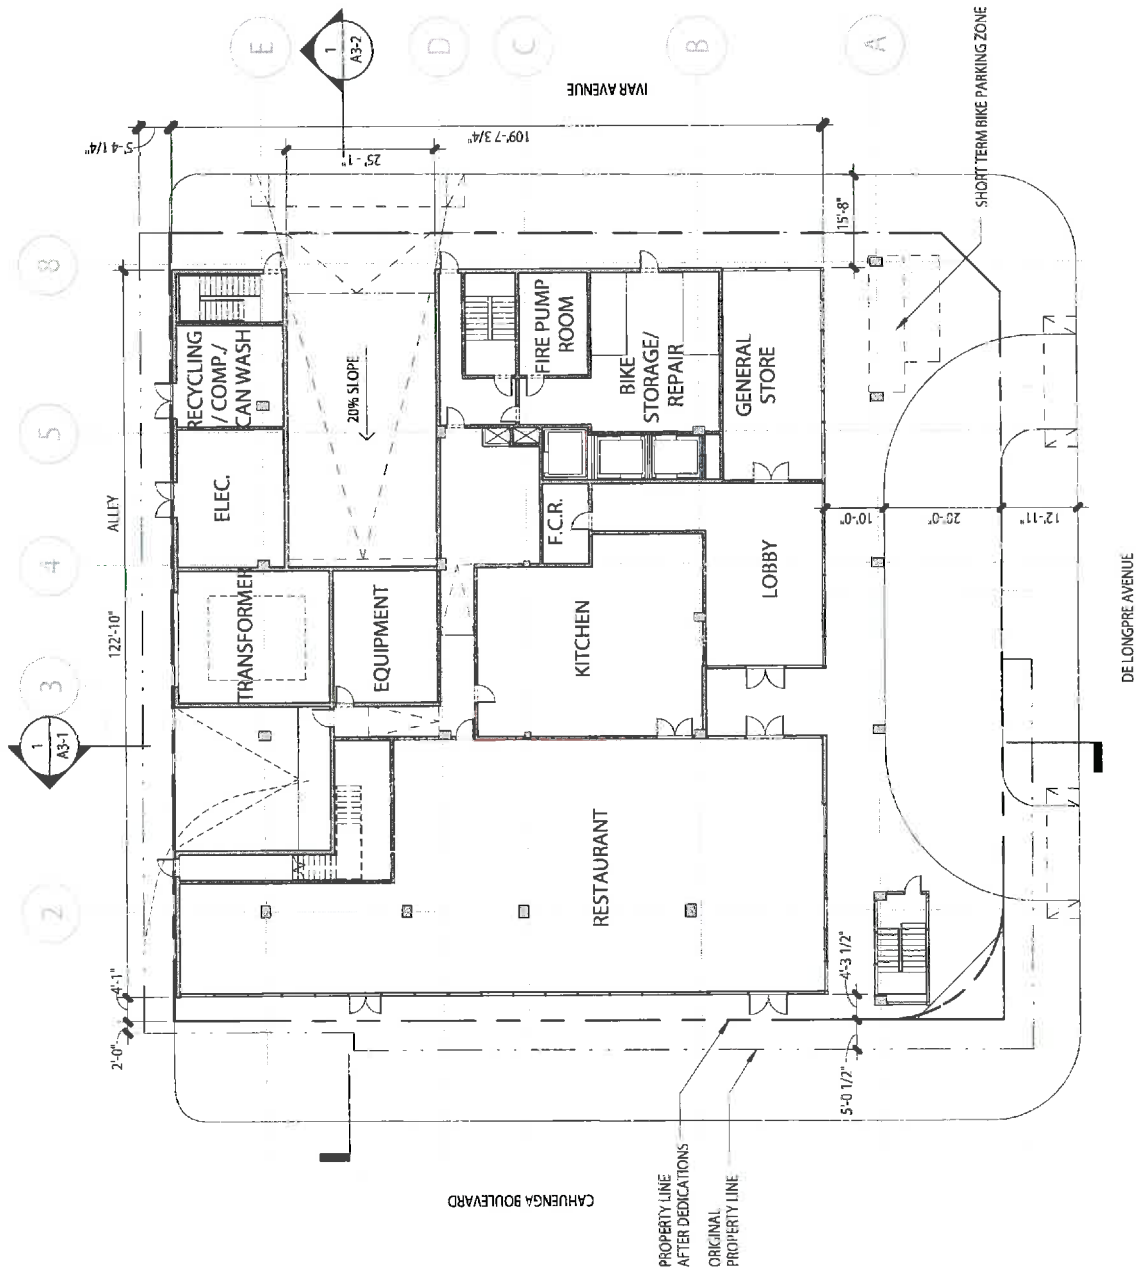 E
D
C
B
A
1
A3-2
IVAR AVENUE
SHORT TERM BIKE PARKING ZONE
5'-4 1/4"
109'-7 3/4"
25'-1"
15'-8"
8
5
4
3
2
ALLEY
122'-10"
1
A3-1
4'-1"
2'-0"
RECYCLING
/ COMP./
CAN WASH
ELEC.
TRANSFORMER
EQUIPMENT
20% SLOPE
FIRE PUMP
ROOM
BIKE
STORAGE/
REPAIR
GENERAL
STORE
F.C.R.
LOBBY
KITCHEN
RESTAURANT
10'-0"
20'-0"
12'-11"
4'-3 1/2"
5'-0 1/2"
DE LONGPRE AVENUE
CAHUENGA BOULEVARD
PROPERTY LINE
AFTER DEDICATIONS
ORIGINAL
PROPERTY LINE